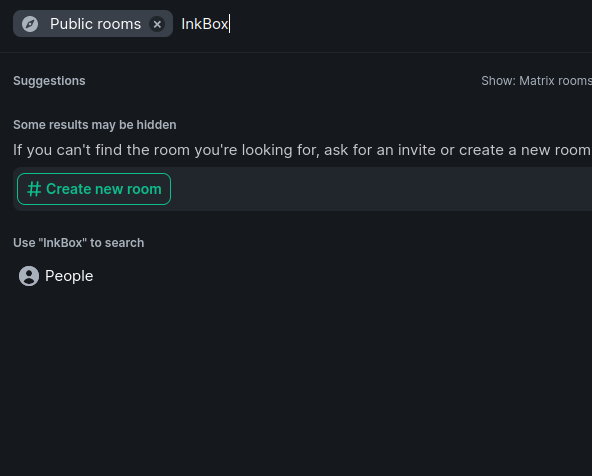 Public rooms InkBox
Suggestions Show: Matrix rooms
Some results may be hidden
If you can't find the room you're looking for, ask for an invite or create a new room
Create new room
Use "InkBox" to search
People